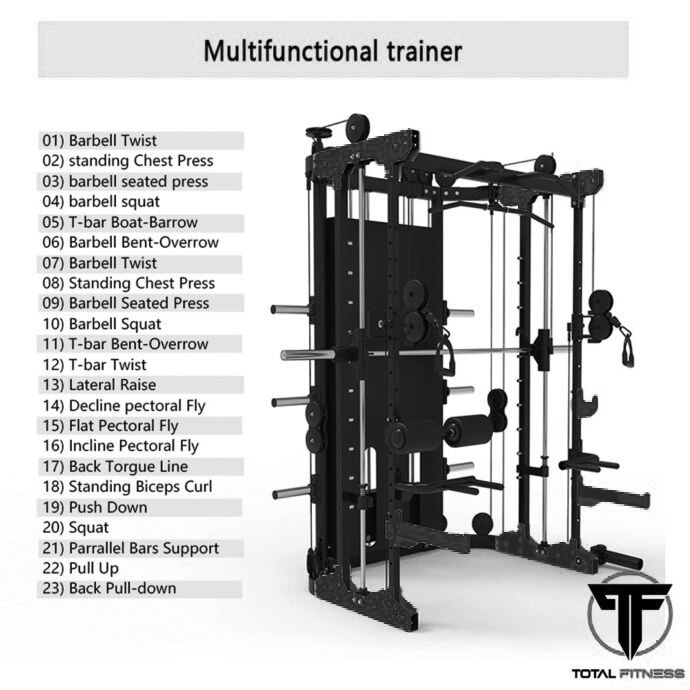 Multifunctional trainer
01) Barbell Twist
02) standing Chest Press
03) barbell seated press
04) barbell squat
05) T-bar Boat-Barrow
06) Barbell Bent-Overrow
07) Barbell Twist
08) Standing Chest Press
09) Barbell Seated Press
10) Barbell Squat
11) T-bar Bent-Overrow
12) T-bar Twist
13) Lateral Raise
14) Decline pectoral Fly
15) Flat Pectoral Fly
16) Incline Pectoral Fly
17) Back Torgue Line
18) Standing Biceps Curl
19) Push Down
20) Squat
21) Parrallel Bars Support
22) Pull Up
23) Back Pull-down
TF
TOTAL FITNESS